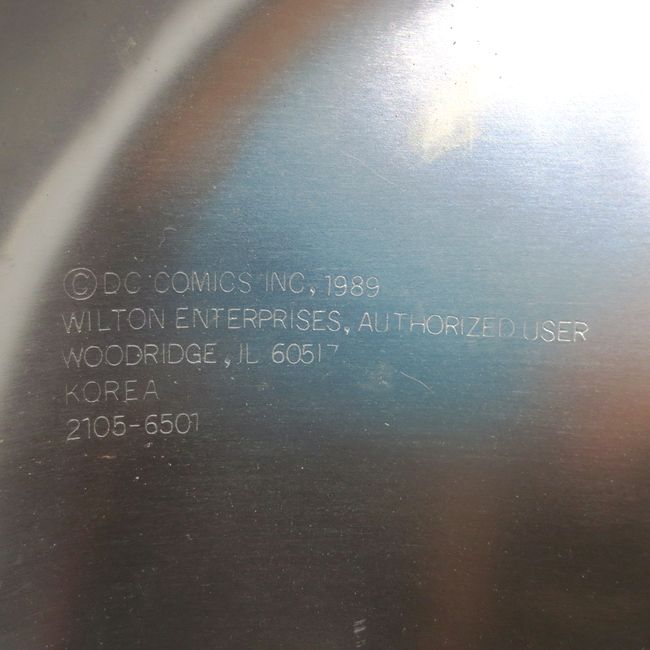 © DC COMICS INC, 1989
WILTON ENTERPRISES, AUTHORIZED USER
WOODRIDGE, IL 60517
KOREA
2105-6501